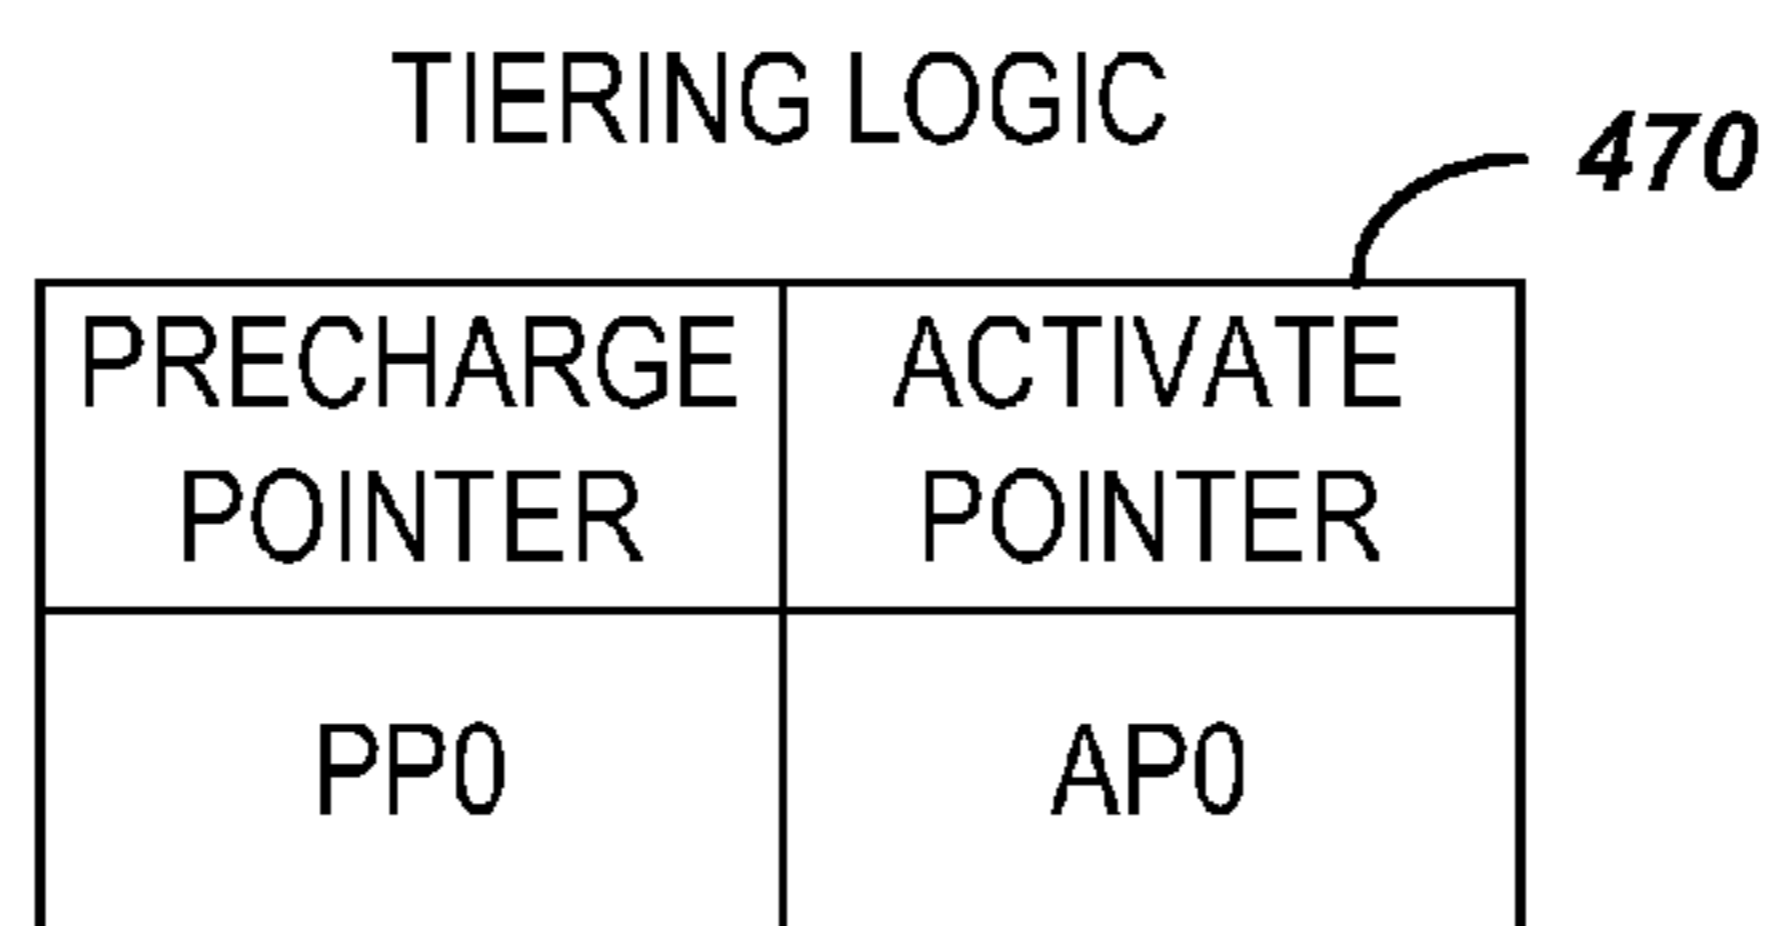 TIERING LOGIC
470
PRECHARGE POINTER
ACTIVATE POINTER
PP0
AP0